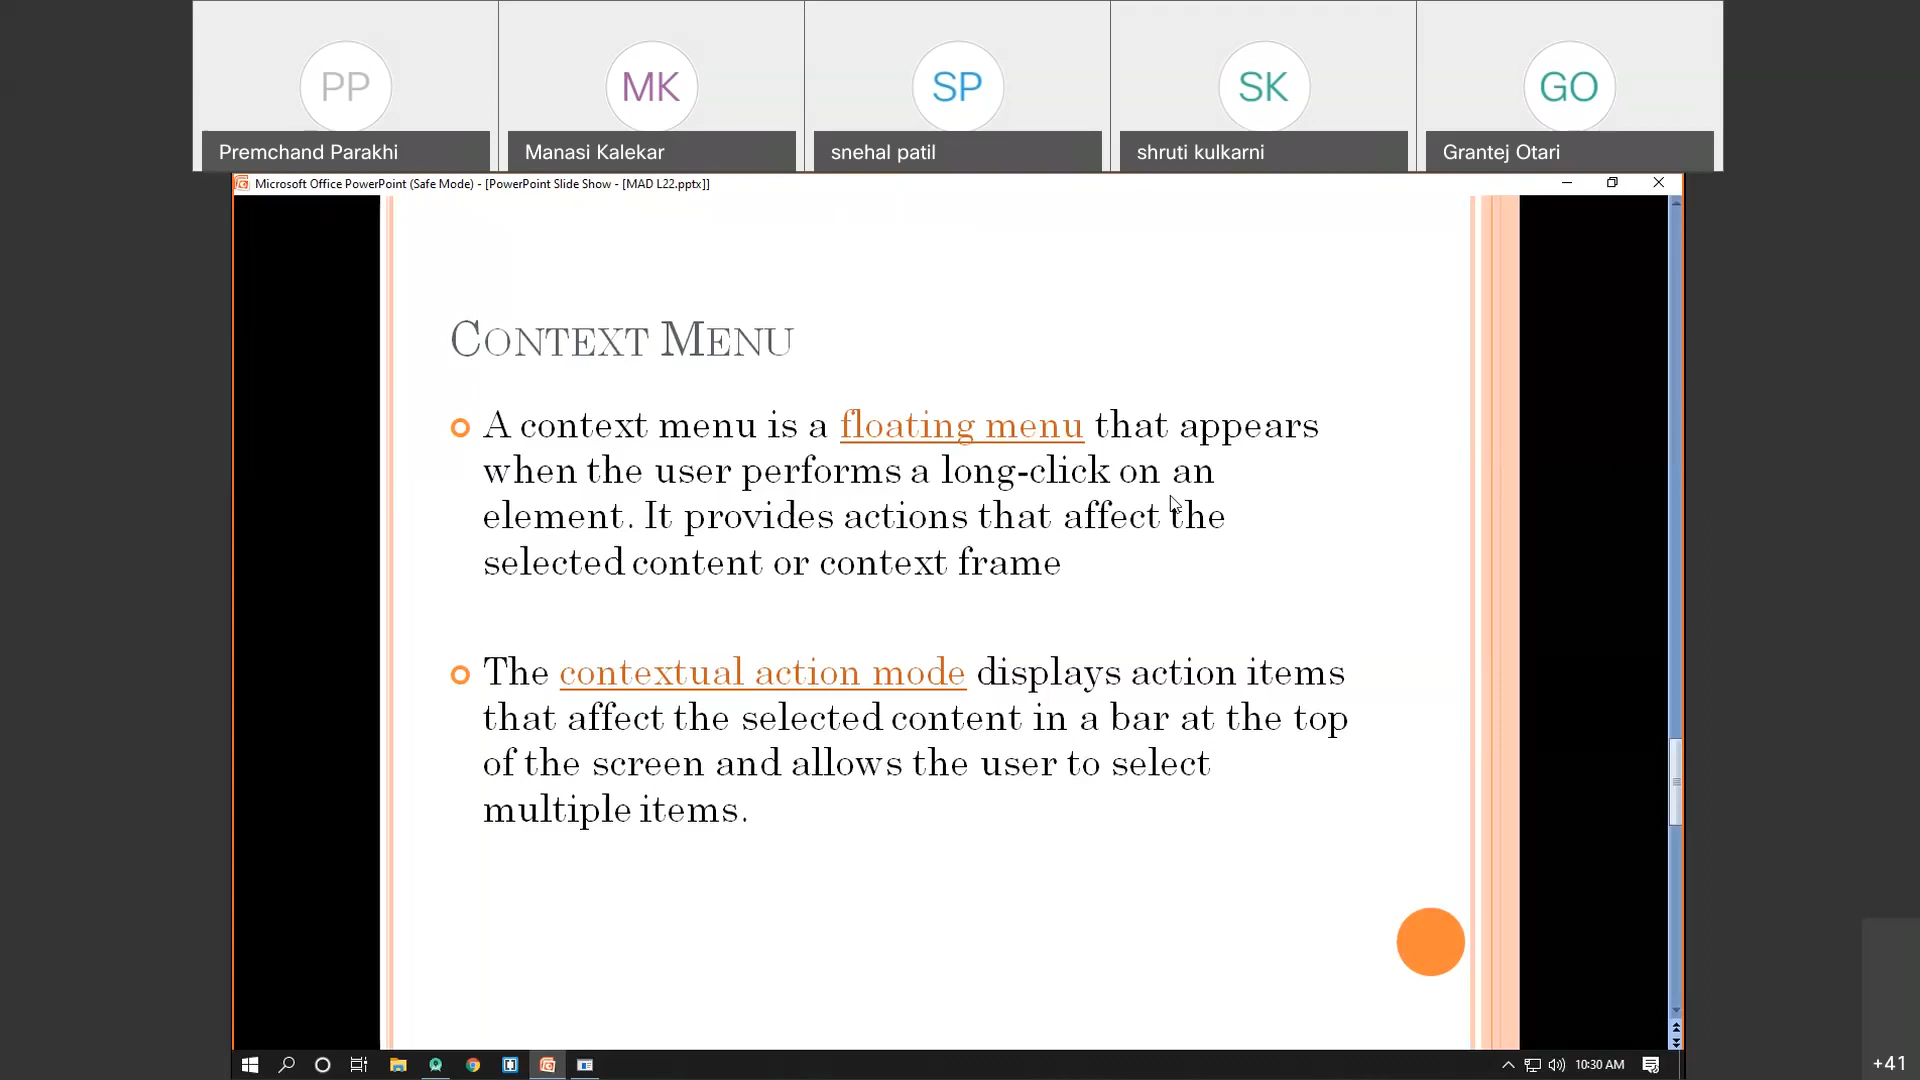 PP
MK
SP
SK
GO
Premchand Parakhi
Manasi Kalekar
snehal patil
shruti kulkarni
Grantej Otari
Microsoft Office PowerPoint (Safe Mode) - [PowerPoint Slide Show - [MAD L22.pptx]]
CONTEXT MENU
A context menu is a floating menu that appears
when the user performs a long-click on an
element. It provides actions that affect the
selected content or context frame
The contextual action mode displays action items
that affect the selected content in a bar at the top
of the screen and allows the user to select
multiple items.
10:30 AM
+41